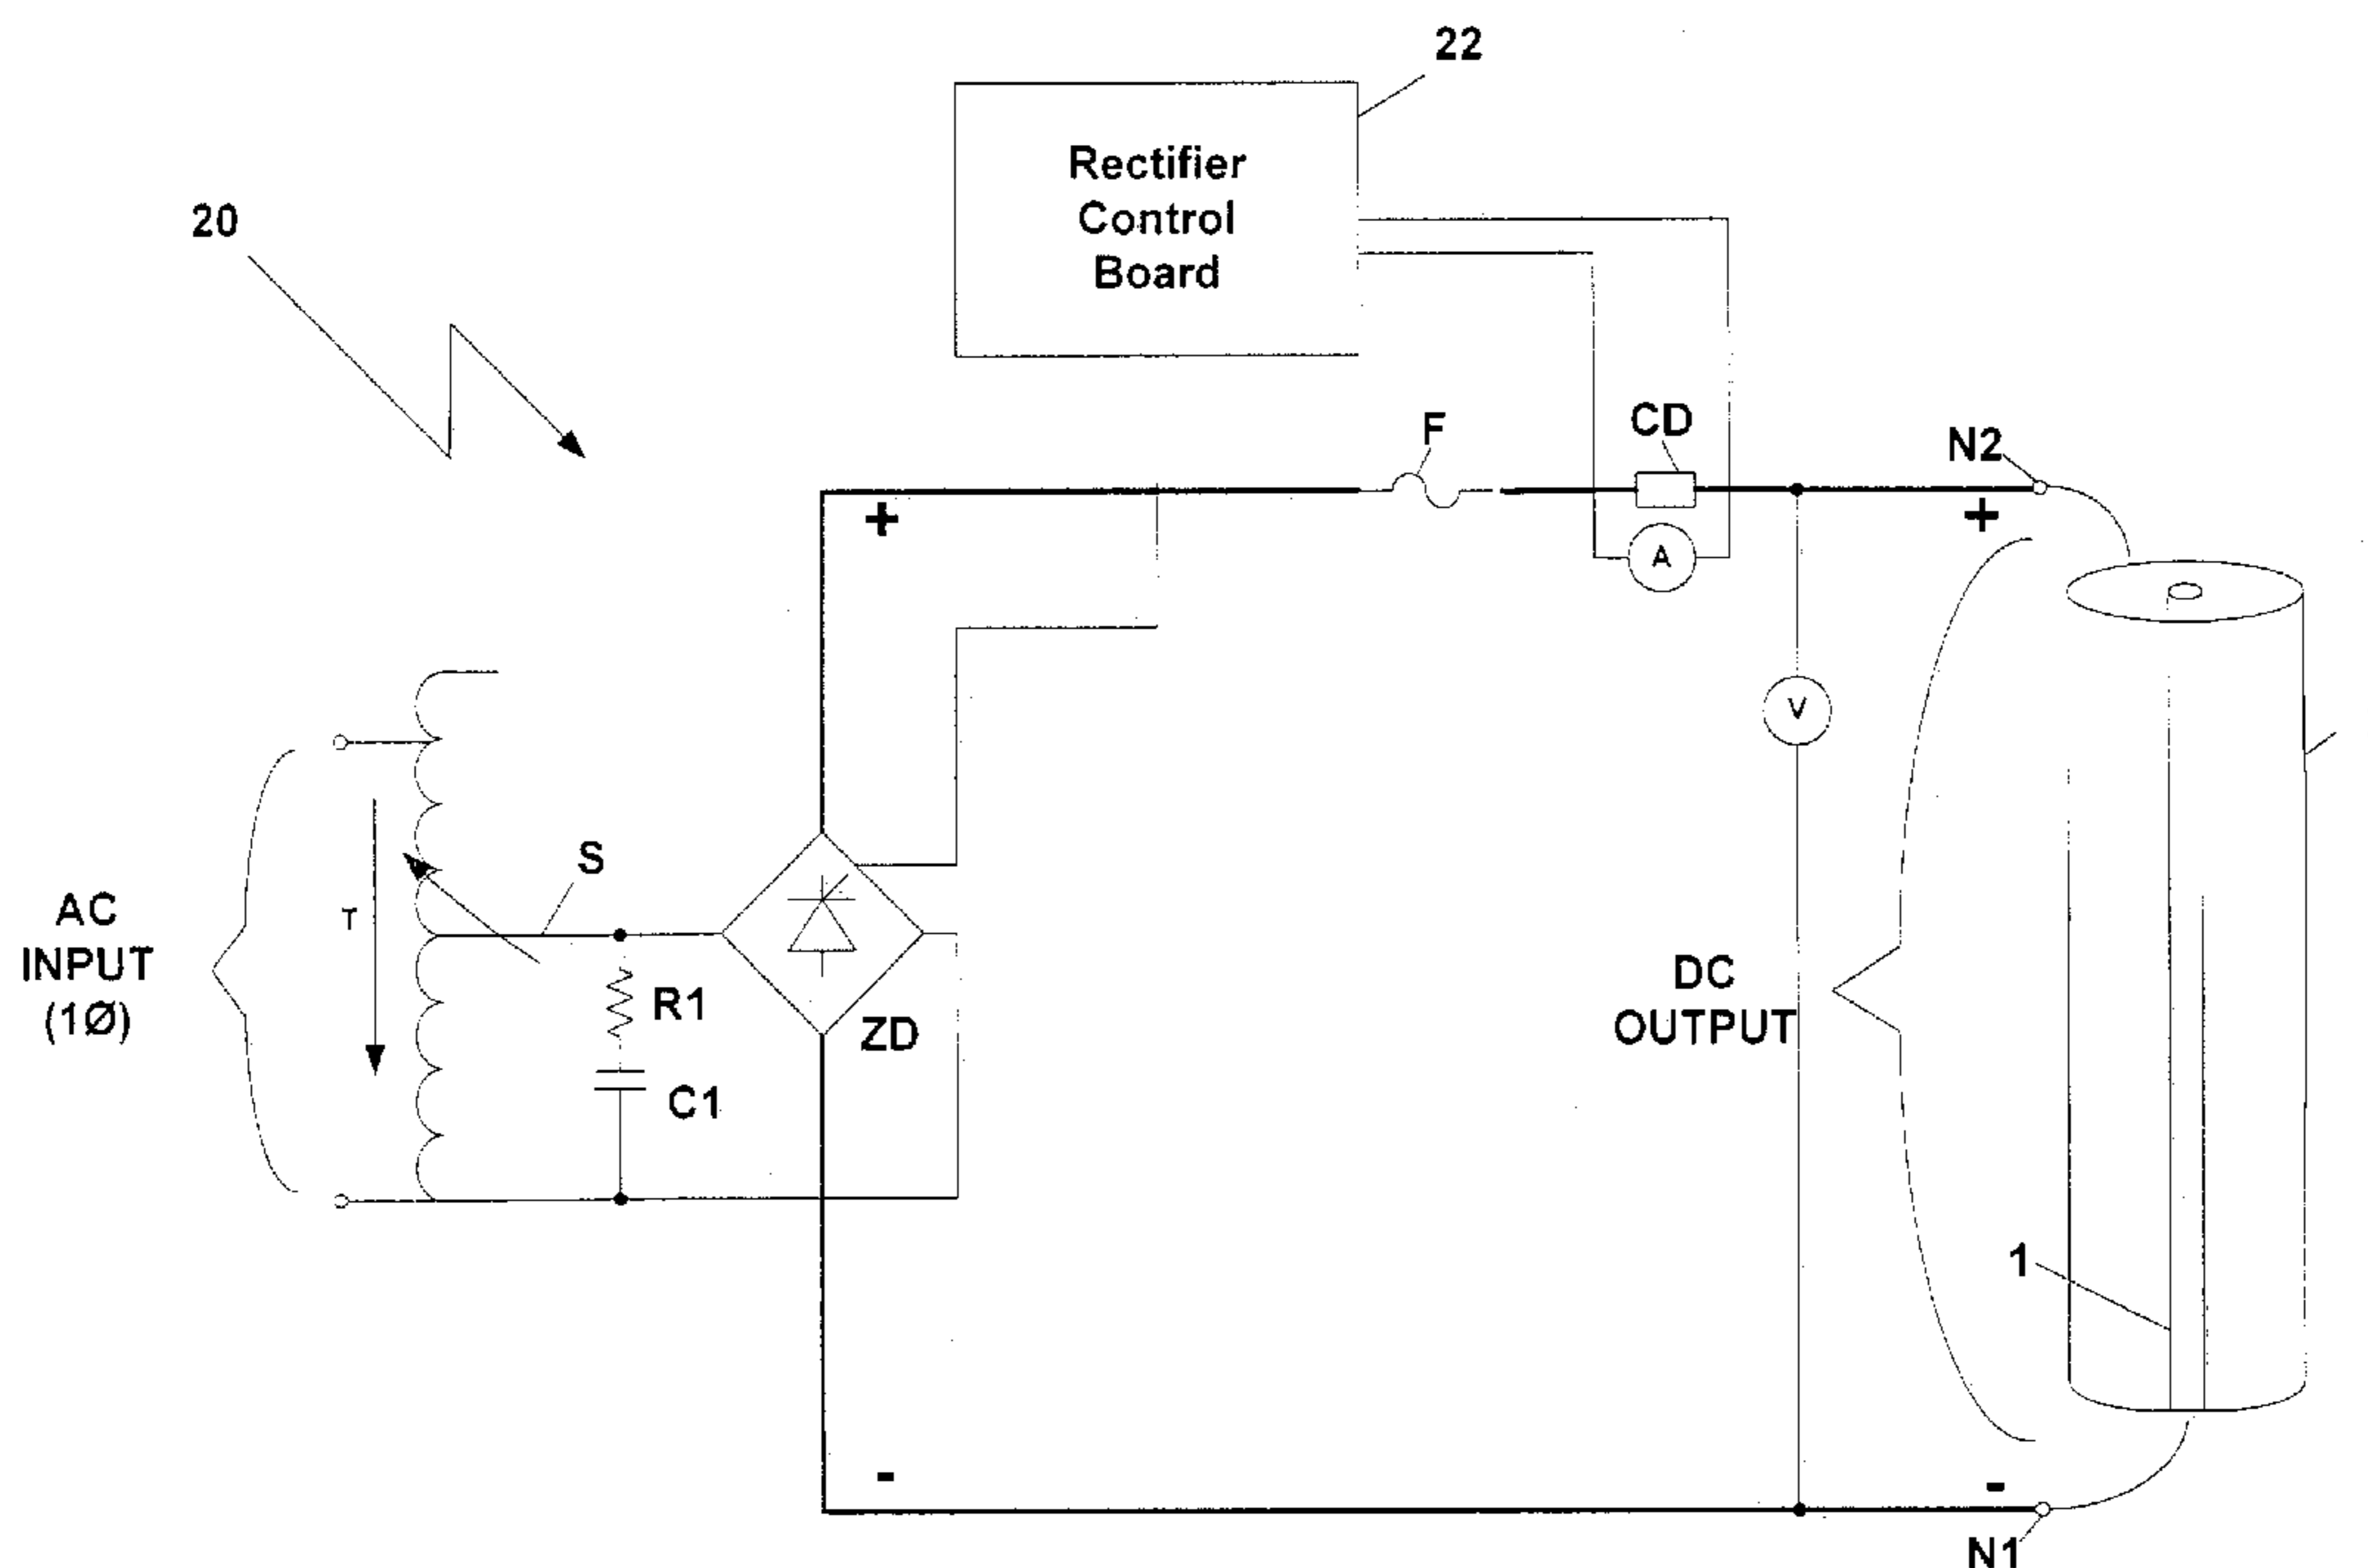 22
Rectifier
Control
Board
20
F
CD
N2
+
+
A
V
S
T
AC
INPUT
(1Ø)
R1
ZD
C1
DC
OUTPUT
1
-
-
N1